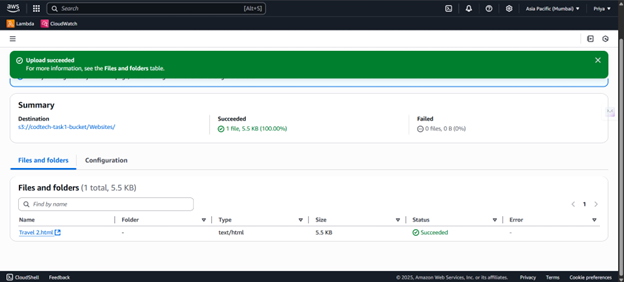 aws Search [Alt+S] Asia Pacific (Mumbai) ▼ Priya ▼
Lambda CloudWatch
Upload succeeded
For more information, see the Files and folders table.
Summary
Destination Succeeded Failed
s3://codtech-task1-bucket/Websites/ 1 file, 5.5 KB (100.00%) 0 files, 0 B (0%)
Files and folders Configuration
Files and folders (1 total, 5.5 KB)
Find by name 1
Name Folder Type Size Status Error
Travel 2.html - text/html 5.5 KB Succeeded -
CloudShell Feedback © 2025, Amazon Web Services, Inc. or its affiliates. Privacy Terms Cookie preferences